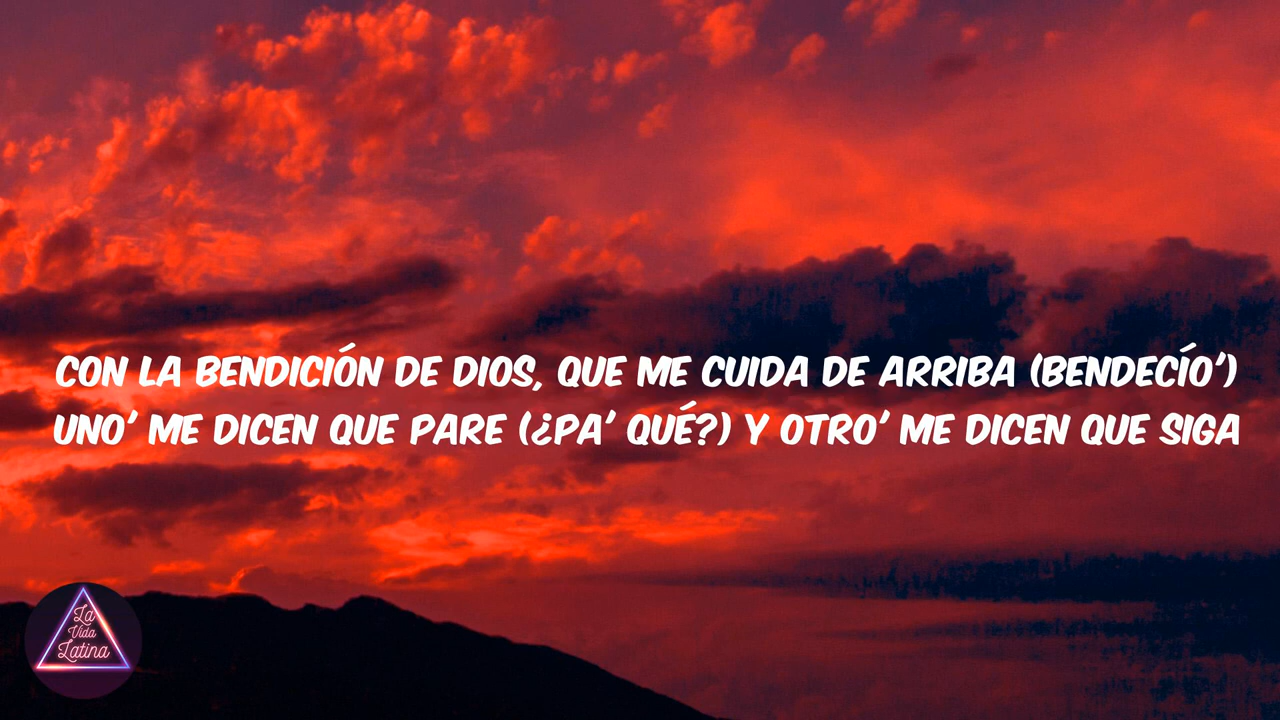 CON LA BENDICIÓN DE DIOS, QUE ME CUIDA DE ARRIBA (BENDECÍO')
UNO' ME DICEN QUE PARE (¿PA' QUÉ?) Y OTRO' ME DICEN QUE SIGA
La
Vida
Latina